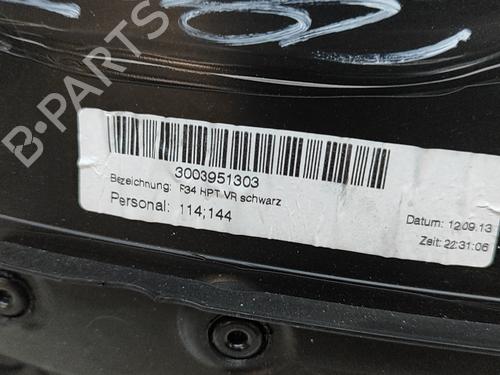 B-PARTS
3003951303
Bezeichnung: F34 HPT VR schwarz
Personal: 114;144
Datum: 12.09.13
Zeit: 22:31:06